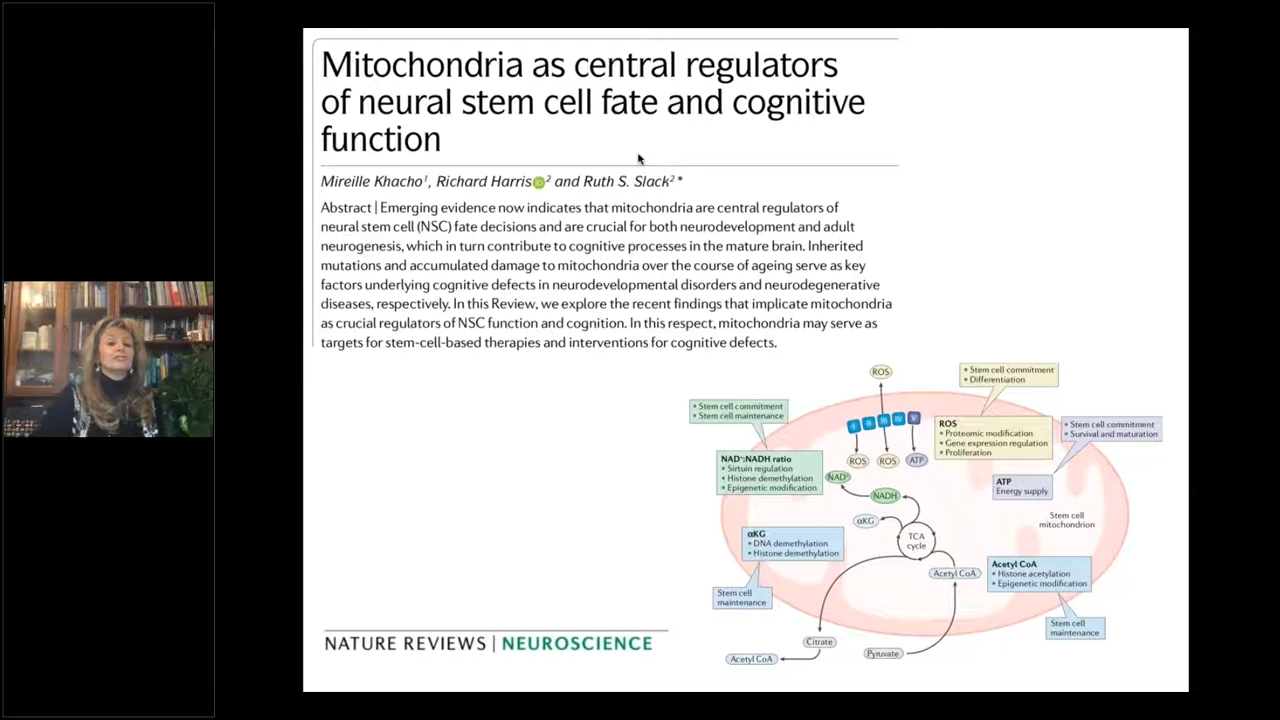 Mitochondria as central regulators
of neural stem cell fate and cognitive
function
Mireille Khacho¹, Richard Harris ² and Ruth S. Slack²*
Abstract | Emerging evidence now indicates that mitochondria are central regulators of
neural stem cell (NSC) fate decisions and are crucial for both neurodevelopment and adult
neurogenesis, which in turn contribute to cognitive processes in the mature brain. Inherited
mutations and accumulated damage to mitochondria over the course of ageing serve as key
factors underlying cognitive defects in neurodevelopmental disorders and neurodegenerative
diseases, respectively. In this Review, we explore the recent findings that implicate mitochondria
as crucial regulators of NSC function and cognition. In this respect, mitochondria may serve as
targets for stem-cell-based therapies and interventions for cognitive defects.
ROS
• Stem cell commitment
• Differentiation
• Stem cell commitment
• Stem cell maintenance
I II III IV V
ROS
• Proteomic modification
• Gene expression regulation
• Proliferation
• Stem cell commitment
• Survival and maturation
NAD⁺:NADH ratio
• Sirtuin regulation
• Histone demethylation
• Epigenetic modification
ROS ROS ATP
NAD⁺
NADH
ATP
Energy supply
αKG
Stem cell
mitochondrion
αKG
• DNA demethylation
• Histone demethylation
TCA
cycle
Acetyl CoA
Acetyl CoA
• Histone acetylation
• Epigenetic modification
Stem cell
maintenance
Stem cell
maintenance
Citrate
Pyruvate
Acetyl CoA
NATURE REVIEWS | NEUROSCIENCE